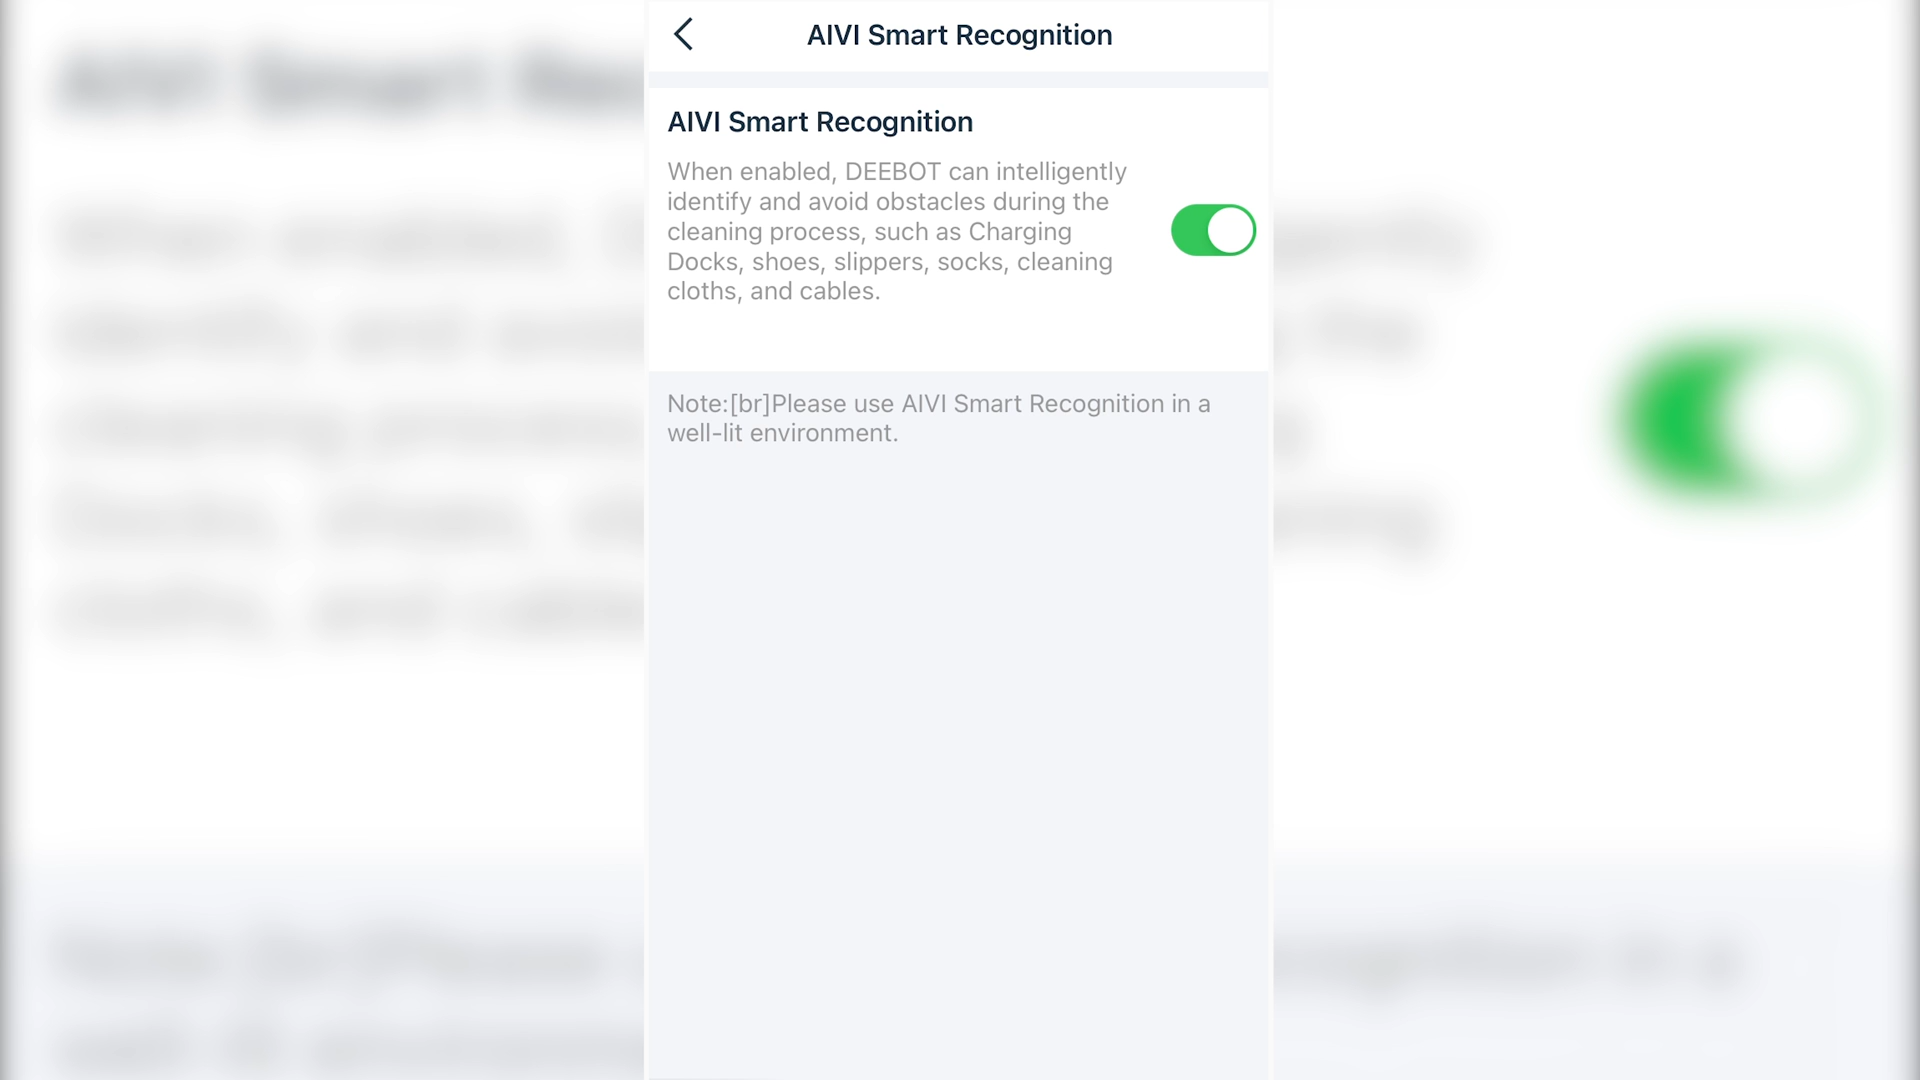 AIVI Smart Recognition
AIVI Smart Recognition
When enabled, DEEBOT can intelligently
identify and avoid obstacles during the
cleaning process, such as Charging
Docks, shoes, slippers, socks, cleaning
cloths, and cables.
Note:[br]Please use AIVI Smart Recognition in a
well-lit environment.